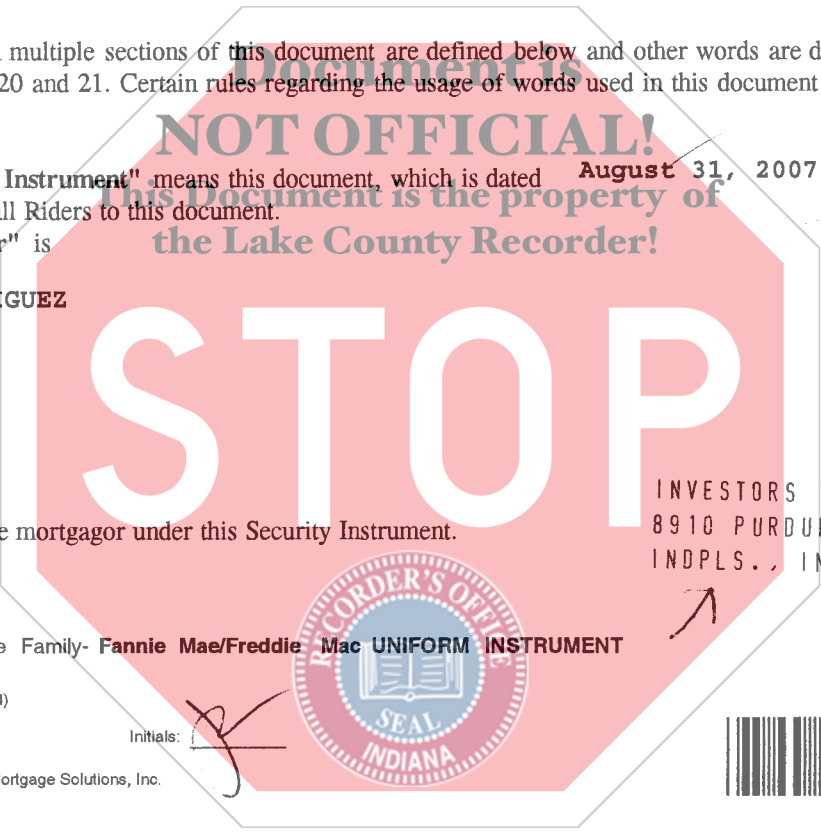 multiple sections of this document are defined below and other words are d
Document is
20 and 21. Certain rules regarding the usage of words used in this document
NOT OFFICIAL!
Instrument" means this document, which is dated August 31, 2007
This Document is the property of
all Riders to this document.
r" is
the Lake County Recorder!
IGUEZ
STOP
INVESTORS
e mortgagor under this Security Instrument.
8910 PURDUE
INDPLS., IN
RECORDER'S OFFICE
e Family- Fannie Mae/Freddie Mac UNIFORM INSTRUMENT
SEAL
INDIANA
Initials:
ortgage Solutions, Inc.